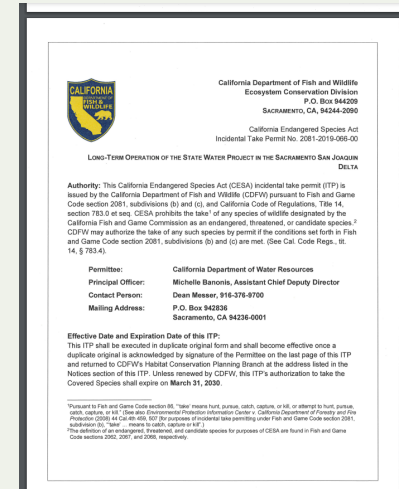 CALIFORNIA
DEPARTMENT OF
FISH &
WILDLIFE
California Department of Fish and Wildlife
Ecosystem Conservation Division
P.O. Box 944209
SACRAMENTO, CA, 94244-2090
California Endangered Species Act
Incidental Take Permit No. 2081-2019-066-00
LONG-TERM OPERATION OF THE STATE WATER PROJECT IN THE SACRAMENTO SAN JOAQUIN
DELTA
Authority: This California Endangered Species Act (CESA) incidental take permit (ITP) is
issued by the California Department of Fish and Wildlife (CDFW) pursuant to Fish and Game
Code section 2081, subdivisions (b) and (c), and California Code of Regulations, Title 14,
section 783.0 et seq. CESA prohibits the take¹ of any species of wildlife designated by the
California Fish and Game Commission as an endangered, threatened, or candidate species.²
CDFW may authorize the take of any such species by permit if the conditions set forth in Fish
and Game Code section 2081, subdivisions (b) and (c) are met. (See Cal. Code Regs., tit.
14, § 783.4).
Permittee: California Department of Water Resources
Principal Officer: Michelle Banonis, Assistant Chief Deputy Director
Contact Person: Dean Messer, 916-376-9700
Mailing Address: P.O. Box 942836
Sacramento, CA 94236-0001
Effective Date and Expiration Date of this ITP:
This ITP shall be executed in duplicate original form and shall become effective once a
duplicate original is acknowledged by signature of the Permittee on the last page of this ITP
and returned to CDFW's Habitat Conservation Planning Branch at the address listed in the
Notices section of this ITP. Unless renewed by CDFW, this ITP's authorization to take the
Covered Species shall expire on March 31, 2030.
¹Pursuant to Fish and Game Code section 86, "'take' means hunt, pursue, catch, capture, or kill, or attempt to hunt, pursue,
catch, capture, or kill." (See also Environmental Protection Information Center v. California Department of Forestry and Fire
Protection (2008) 44 Cal.4th 459, 507 [for purposes of incidental take permitting under Fish and Game Code section 2081,
subdivision (b), "'take' ... means to catch, capture or kill".)
²The definition of an endangered, threatened, and candidate species for purposes of CESA are found in Fish and Game
Code sections 2062, 2067, and 2068, respectively.